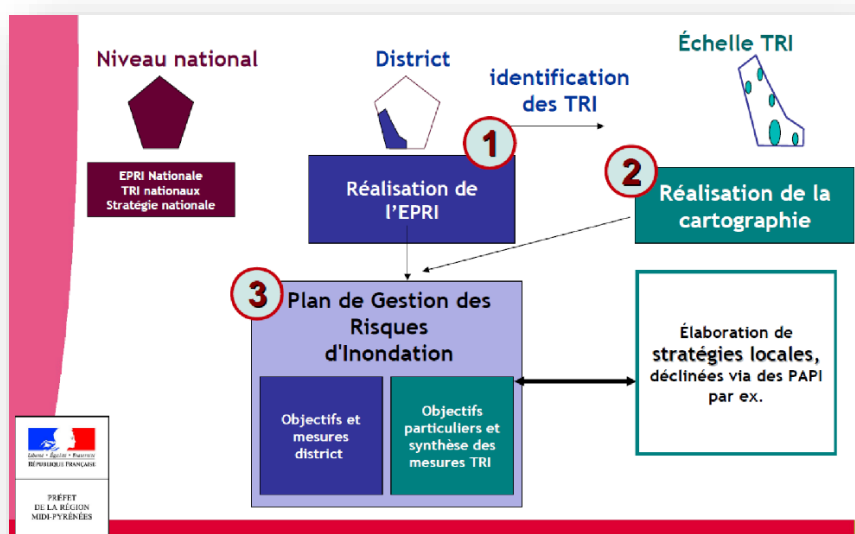 Niveau national
District
Échelle TRI
identification
des TRI
1
EPRI Nationale
TRI nationaux
Stratégie nationale
Réalisation de
l'EPRI
2
Réalisation de la
cartographie
3
Plan de Gestion des
Risques
d'Inondation
Objectifs et
mesures
district
Objectifs
particuliers et
synthèse des
mesures TRI
Élaboration de
stratégies locales,
déclinées via des PAPI
par ex.
Liberté • Égalité • Fraternité
RÉPUBLIQUE FRANÇAISE
PRÉFET
DE LA RÉGION
MIDI-PYRÉNÉES